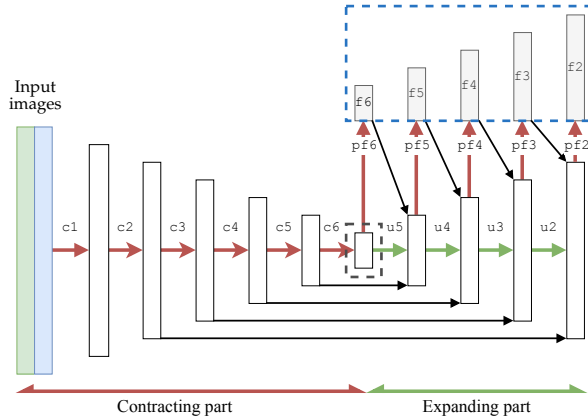 f2
f3
f4
f5
f6
Input
images
pf6
pf5
pf4
pf3
pf2
c1
c2
c3
c4
c5
c6
u5
u4
u3
u2
Contracting part
Expanding part